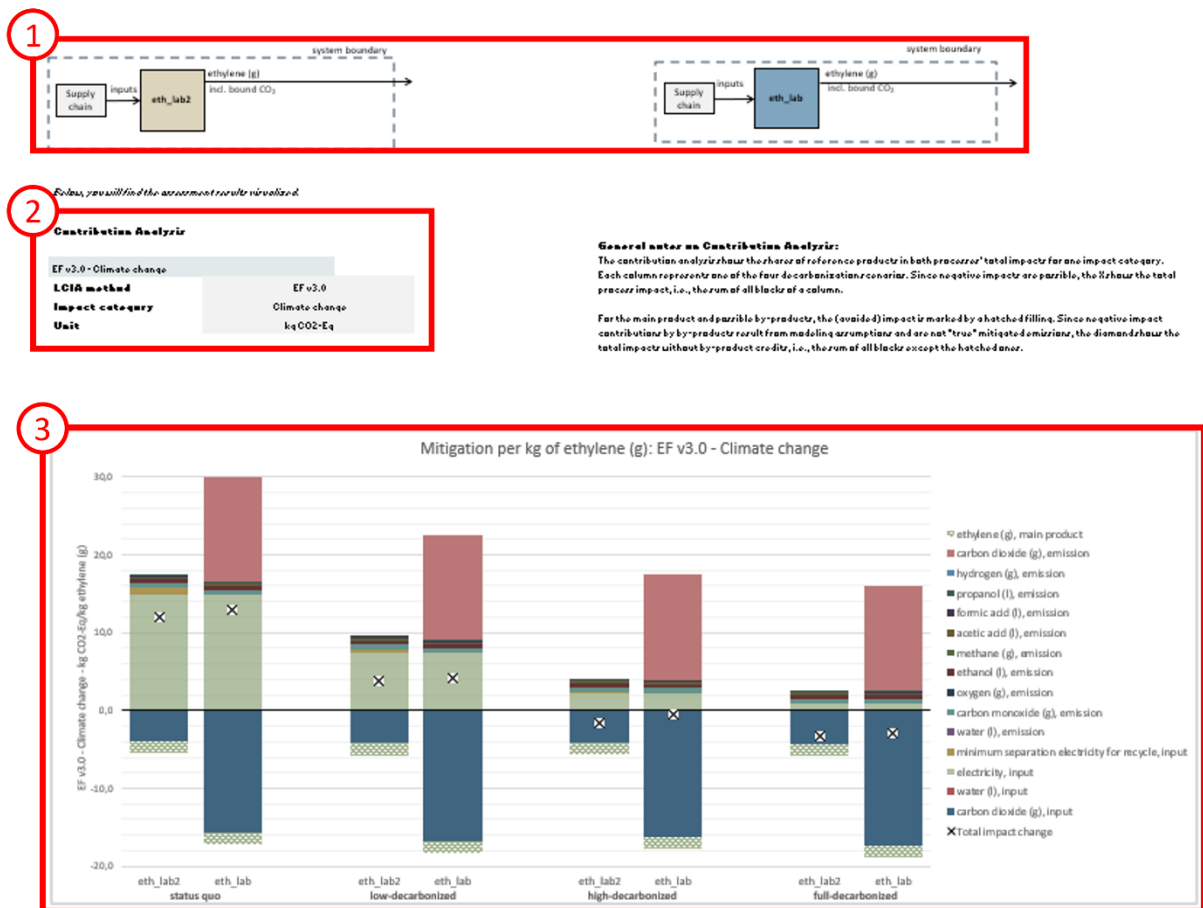 1
system boundary
system boundary
ethylene (g)
ethylene (g)
inputs
inputs
Supply chain
eth_lab2
incl. bound CO₂
Supply chain
eth_lab
incl. bound CO₂
Below, you will find the assessment results visualized.
2
Contribution Analysis
EF v3.0 - Climate change
LCIA method EF v3.0
Impact category Climate change
Unit kg CO2-Eq
General notes on Contribution Analysis:
The contribution analysis shows the shares of reference products in both processes' total impacts for one impact category.
Each column represents one of the four decarbonization scenarios. Since negative impacts are possible, the X shows the total
process impact, i.e., the sum of all blocks of a column.
For the main product and possible by-products, the (avoided) impact is marked by a hatched filling. Since negative impact
contributions by by-products result from modeling assumptions and are not "true" mitigated emissions, the diamond shows the
total impacts without by-product credits, i.e., the sum of all blocks except the hatched ones.
3
Mitigation per kg of ethylene (g): EF v3.0 - Climate change
EF v3.0 - Climate change - kg CO2-Eq/kg ethylene (g)
30,0
20,0
10,0
0,0
-10,0
-20,0
eth_lab2 eth_lab eth_lab2 eth_lab eth_lab2 eth_lab eth_lab2 eth_lab
status quo low-decarbonized high-decarbonized full-decarbonized
ethylene (g), main product
carbon dioxide (g), emission
hydrogen (g), emission
propanol (l), emission
formic acid (l), emission
acetic acid (l), emission
methane (g), emission
ethanol (l), emission
oxygen (g), emission
carbon monoxide (g), emission
water (l), emission
minimum separation electricity for recycle, input
electricity, input
water (l), input
carbon dioxide (g), input
Total impact change